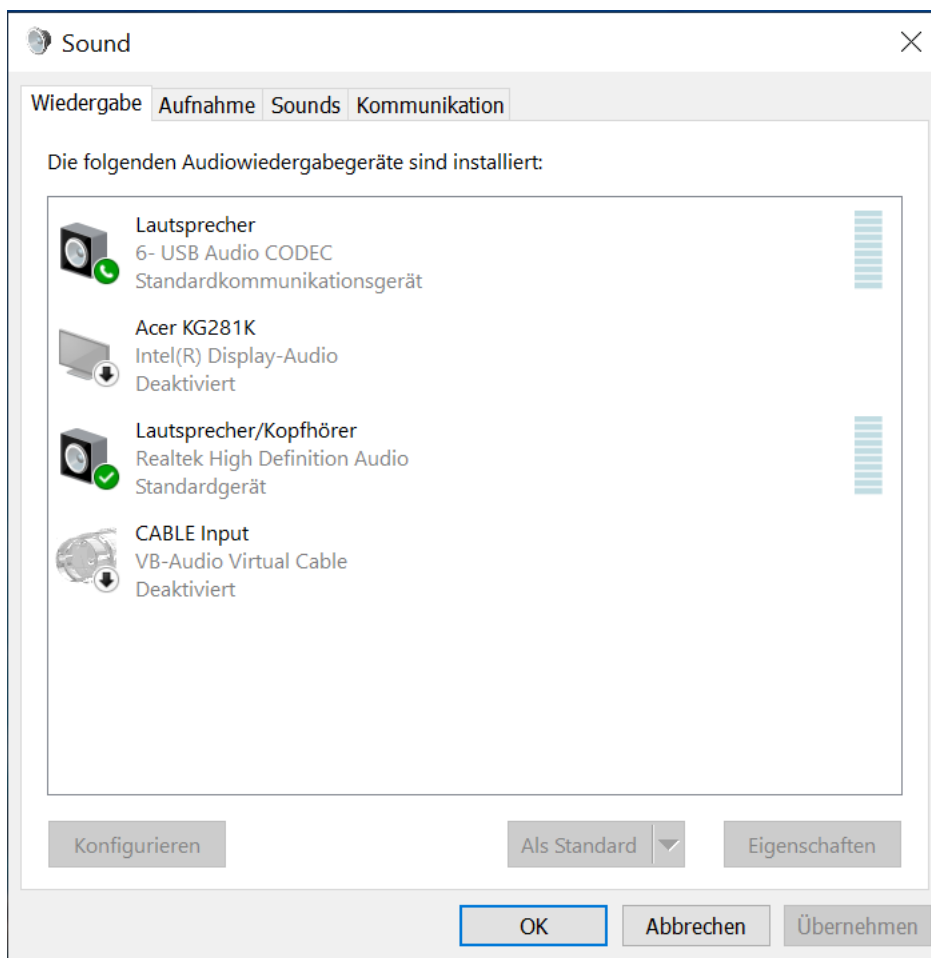 Sound
Wiedergabe Aufnahme Sounds Kommunikation
Die folgenden Audiowiedergabegeräte sind installiert:
Lautsprecher
6- USB Audio CODEC
Standardkommunikationsgerät
Acer KG281K
Intel(R) Display-Audio
Deaktiviert
Lautsprecher/Kopfhörer
Realtek High Definition Audio
Standardgerät
CABLE Input
VB-Audio Virtual Cable
Deaktiviert
Konfigurieren Als Standard Eigenschaften
OK Abbrechen Übernehmen